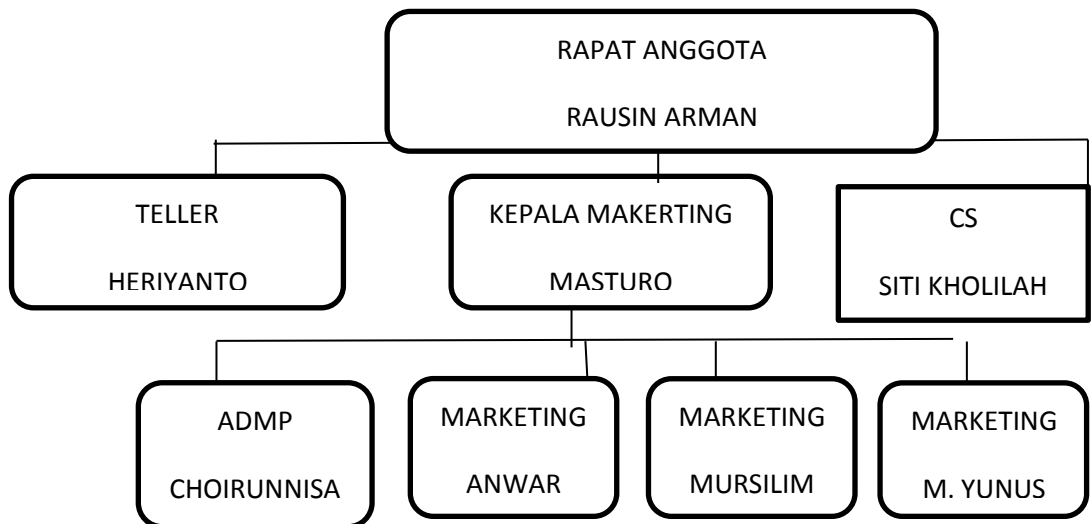 RAPAT ANGGOTA
RAUSIN ARMAN
TELLER
HERIYANTO
KEPALA MAKERTING
MASTURO
CS
SITI KHOLILAH
ADMP
CHOIRUNNISA
MARKETING
ANWAR
MARKETING
MURSILIM
MARKETING
M. YUNUS